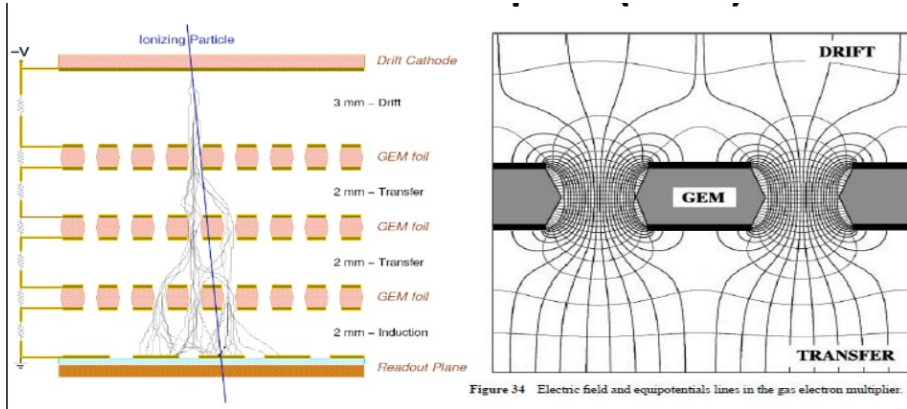 Ionizing Particle
–V
Drift Cathode
3 mm – Drift
GEM foil
2 mm – Transfer
GEM foil
2 mm – Transfer
GEM foil
2 mm – Induction
Readout Plane
DRIFT
GEM
TRANSFER
Figure 34 Electric field and equipotentials lines in the gas electron multiplier.